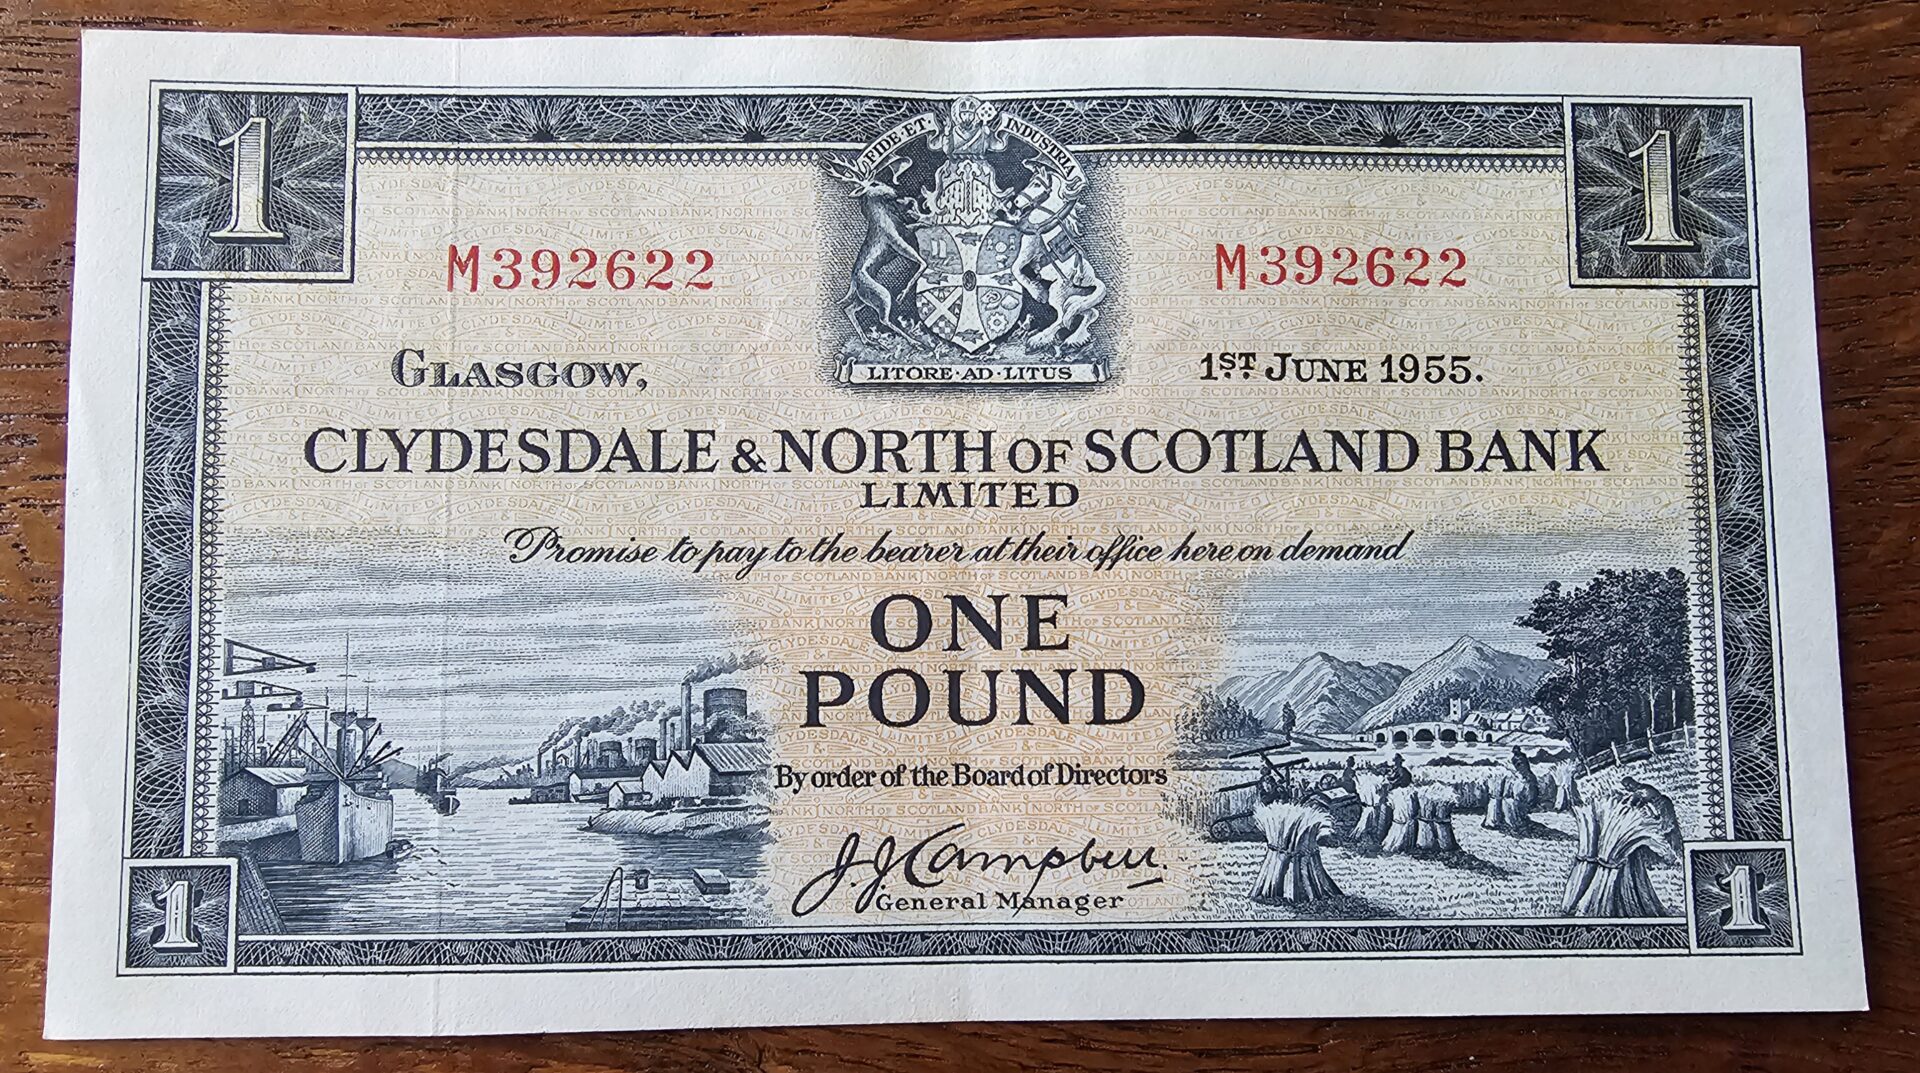 1 1
FIDE·ET INDUSTRIA
M392622 M392622
LITORE·AD·LITUS
GLASGOW, 1ST. JUNE 1955.
CLYDESDALE & NORTH OF SCOTLAND BANK
LIMITED
Promise to pay to the bearer at their office here on demand
ONE
POUND
By order of the Board of Directors
J. J. Campbell.
General Manager
1 1